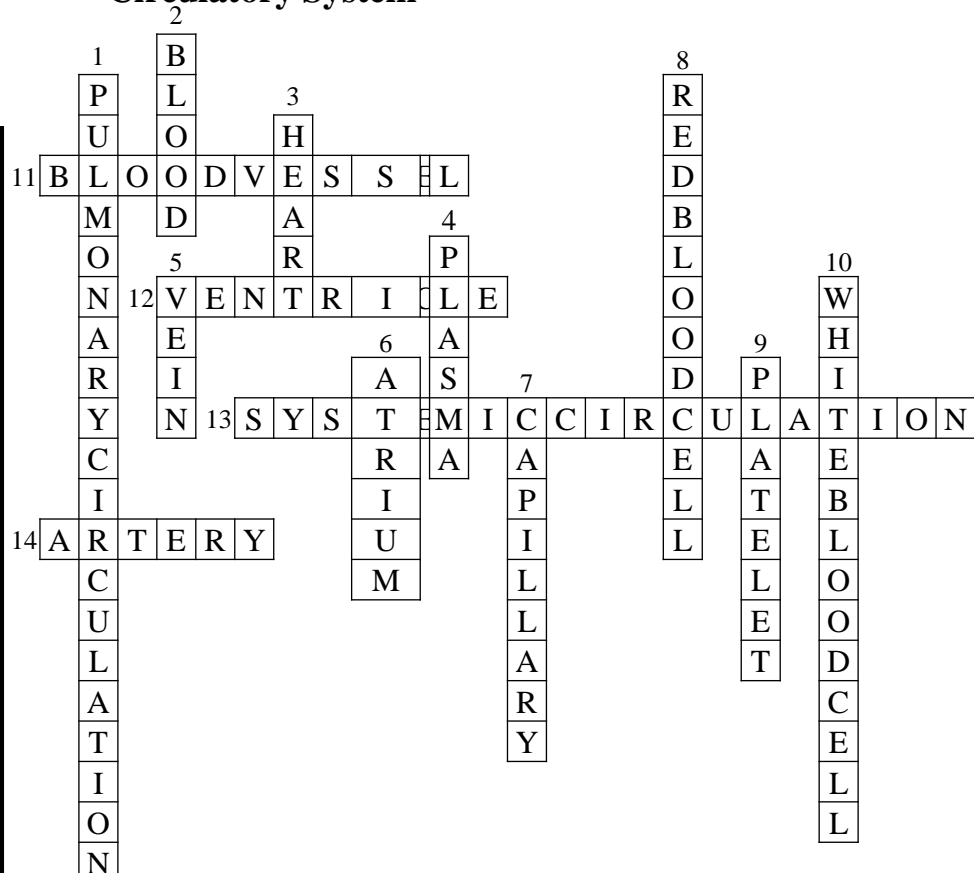 Circulatory System
2
1 B 8
P L 3 R
U O H E
11 B L O O D V E S S E L D
M D A 4 B
O 5 R P L 10
N 12 V E N T R I C L E O W
A E 6 A O 9 H
R I A S 7 D P I
Y N 13 S Y S T E M I C C I R C U L A T I O N
C R A A E A E
I I P L T B
14 A R T E R Y U I L E L
C M L L O
U L E O
L A T D
A R C
T Y E
I L
O L
N